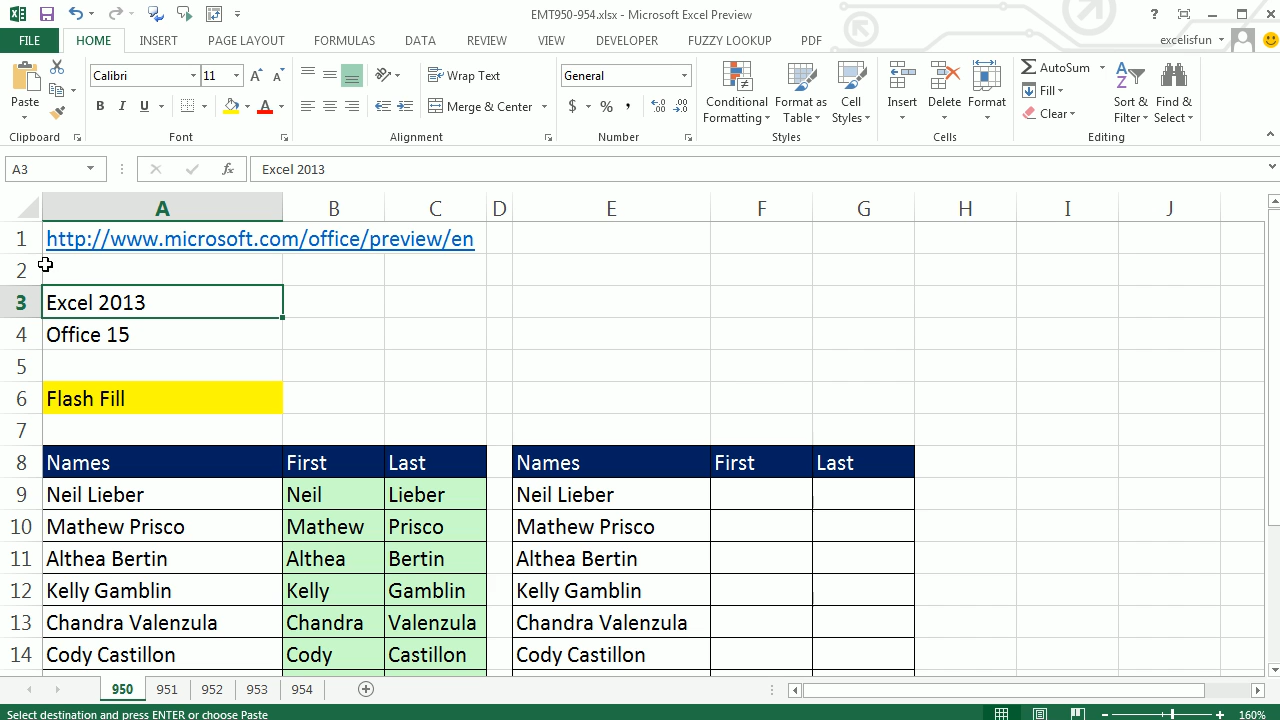 EMT950-954.xlsx - Microsoft Excel Preview
FILE HOME INSERT PAGE LAYOUT FORMULAS DATA REVIEW VIEW DEVELOPER FUZZY LOOKUP PDF excelisfun
Paste
Clipboard
Calibri 11
B I U A
Font
Wrap Text
Merge & Center
Alignment
General
$ % ,
Number
Conditional Formatting
Format as Table
Cell Styles
Styles
Insert Delete Format
Cells
AutoSum
Fill
Clear
Sort & Filter
Find & Select
Editing
A3 fx Excel 2013
A B C D E F G H I J
1 http://www.microsoft.com/office/preview/en
2
3 Excel 2013
4 Office 15
5
6 Flash Fill
7
8 Names First Last Names First Last
9 Neil Lieber Neil Lieber Neil Lieber
10 Mathew Prisco Mathew Prisco Mathew Prisco
11 Althea Bertin Althea Bertin Althea Bertin
12 Kelly Gamblin Kelly Gamblin Kelly Gamblin
13 Chandra Valenzula Chandra Valenzula Chandra Valenzula
14 Cody Castillon Cody Castillon Cody Castillon
950 951 952 953 954
Select destination and press ENTER or choose Paste 160%